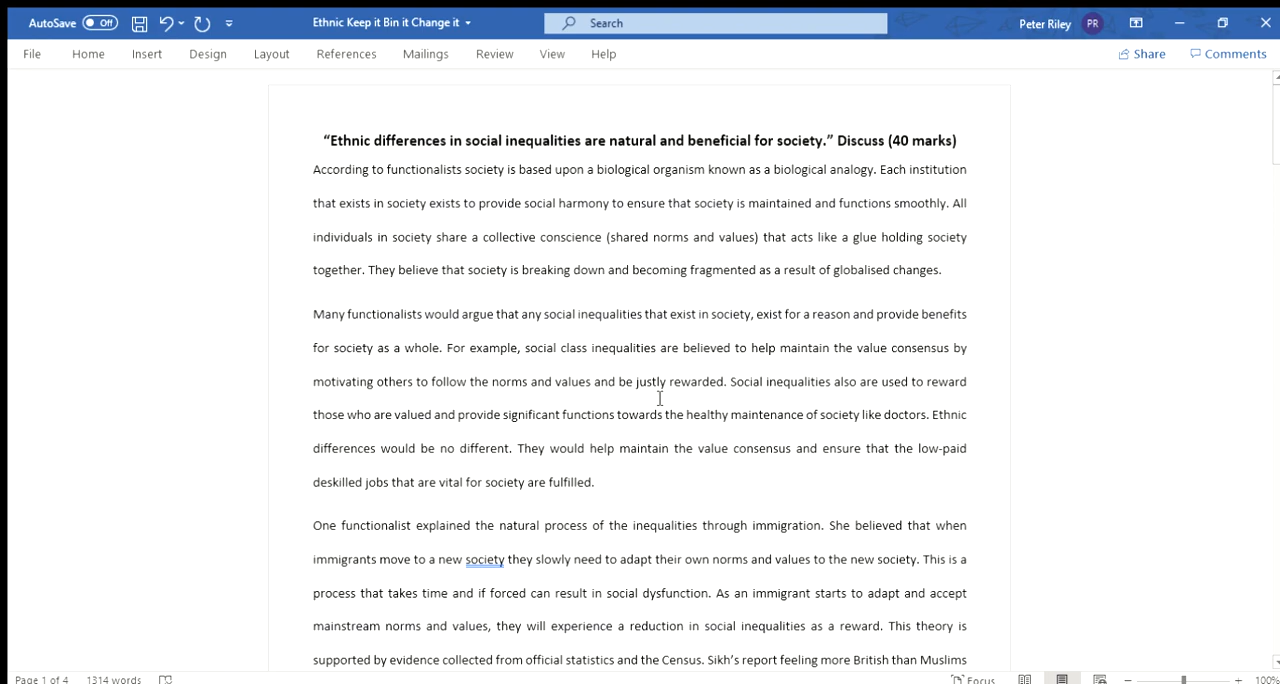 AutoSave Off Ethnic Keep it Bin it Change it Search Peter Riley PR
File Home Insert Design Layout References Mailings Review View Help Share Comments
“Ethnic differences in social inequalities are natural and beneficial for society.” Discuss (40 marks)
According to functionalists society is based upon a biological organism known as a biological analogy. Each institution
that exists in society exists to provide social harmony to ensure that society is maintained and functions smoothly. All
individuals in society share a collective conscience (shared norms and values) that acts like a glue holding society
together. They believe that society is breaking down and becoming fragmented as a result of globalised changes.
Many functionalists would argue that any social inequalities that exist in society, exist for a reason and provide benefits
for society as a whole. For example, social class inequalities are believed to help maintain the value consensus by
motivating others to follow the norms and values and be justly rewarded. Social inequalities also are used to reward
those who are valued and provide significant functions towards the healthy maintenance of society like doctors. Ethnic
differences would be no different. They would help maintain the value consensus and ensure that the low-paid
deskilled jobs that are vital for society are fulfilled.
One functionalist explained the natural process of the inequalities through immigration. She believed that when
immigrants move to a new society they slowly need to adapt their own norms and values to the new society. This is a
process that takes time and if forced can result in social dysfunction. As an immigrant starts to adapt and accept
mainstream norms and values, they will experience a reduction in social inequalities as a reward. This theory is
supported by evidence collected from official statistics and the Census. Sikh’s report feeling more British than Muslims
Page 1 of 4 1314 words Focus 100%